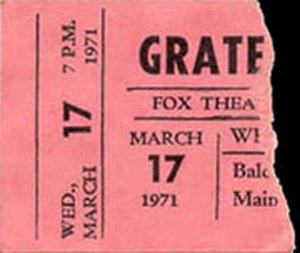 WED., MARCH 17 7 P.M. 1971
GRATE
FOX THEA
MARCH
17
1971
Balc
Main